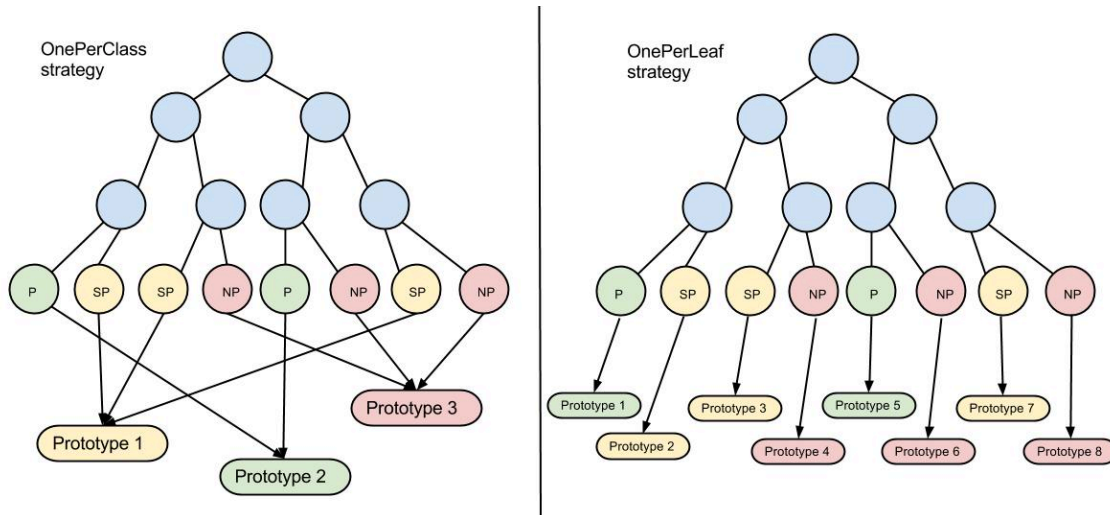 OnePerClass
strategy
P
SP
SP
NP
P
NP
SP
NP
Prototype 3
Prototype 1
Prototype 2
OnePerLeaf
strategy
P
SP
SP
NP
P
NP
SP
NP
Prototype 1
Prototype 3
Prototype 5
Prototype 7
Prototype 2
Prototype 4
Prototype 6
Prototype 8